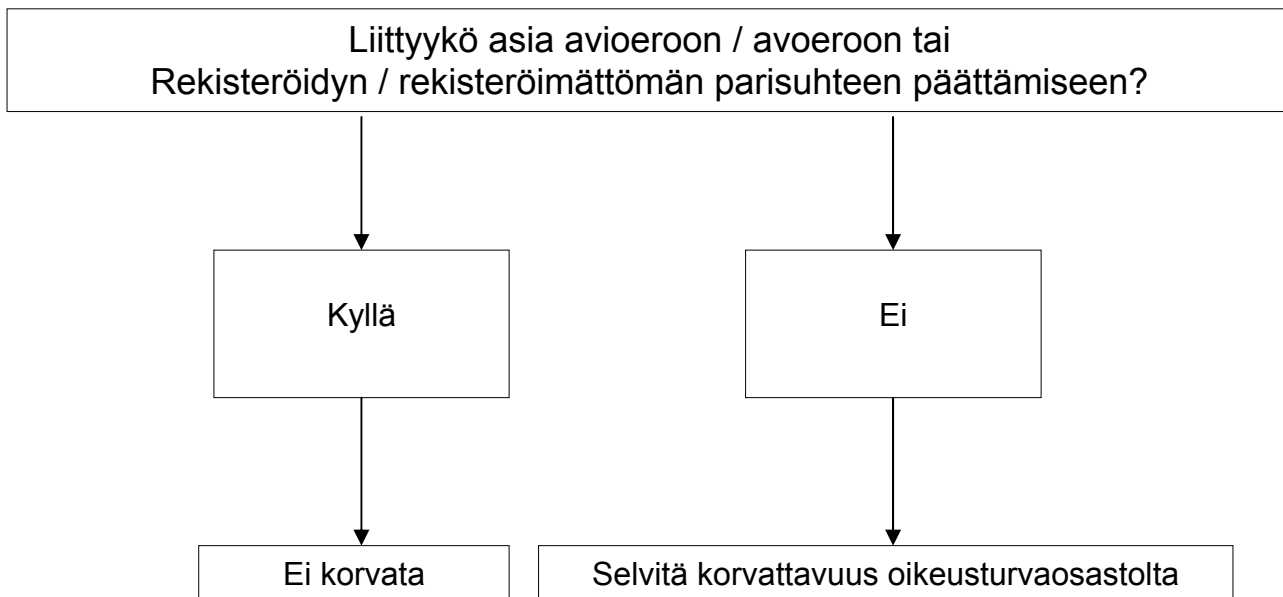 Liittyykö asia avioeroon / avoeroon tai
Rekisteröidyn / rekisteröimättömän parisuhteen päättämiseen?
Kyllä
Ei
Ei korvata
Selvitä korvattavuus oikeusturvaosastolta